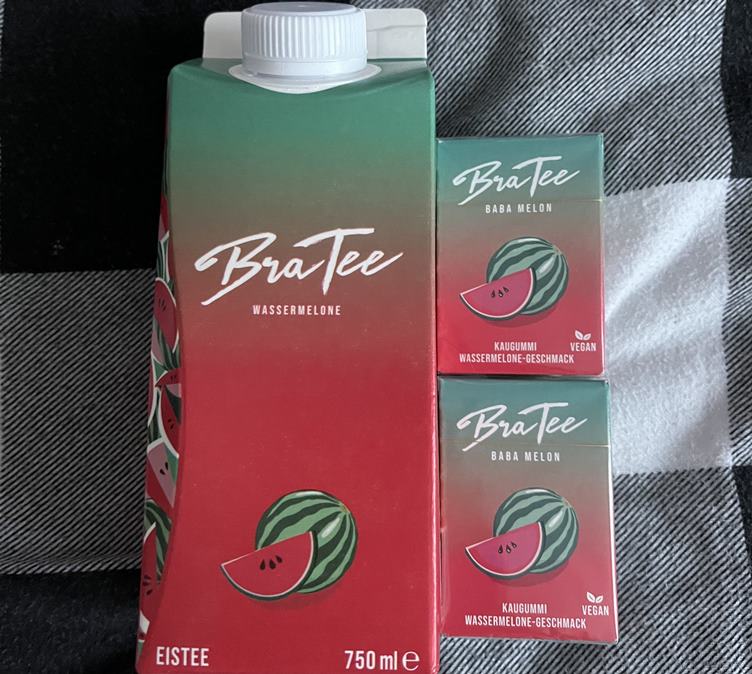 BraTee
WASSERMELONE
EISTEE
750 ml ℮
BraTee
BABA MELON
KAUGUMMI
WASSERMELONE-GESCHMACK
VEGAN
BraTee
BABA MELON
KAUGUMMI
WASSERMELONE-GESCHMACK
VEGAN